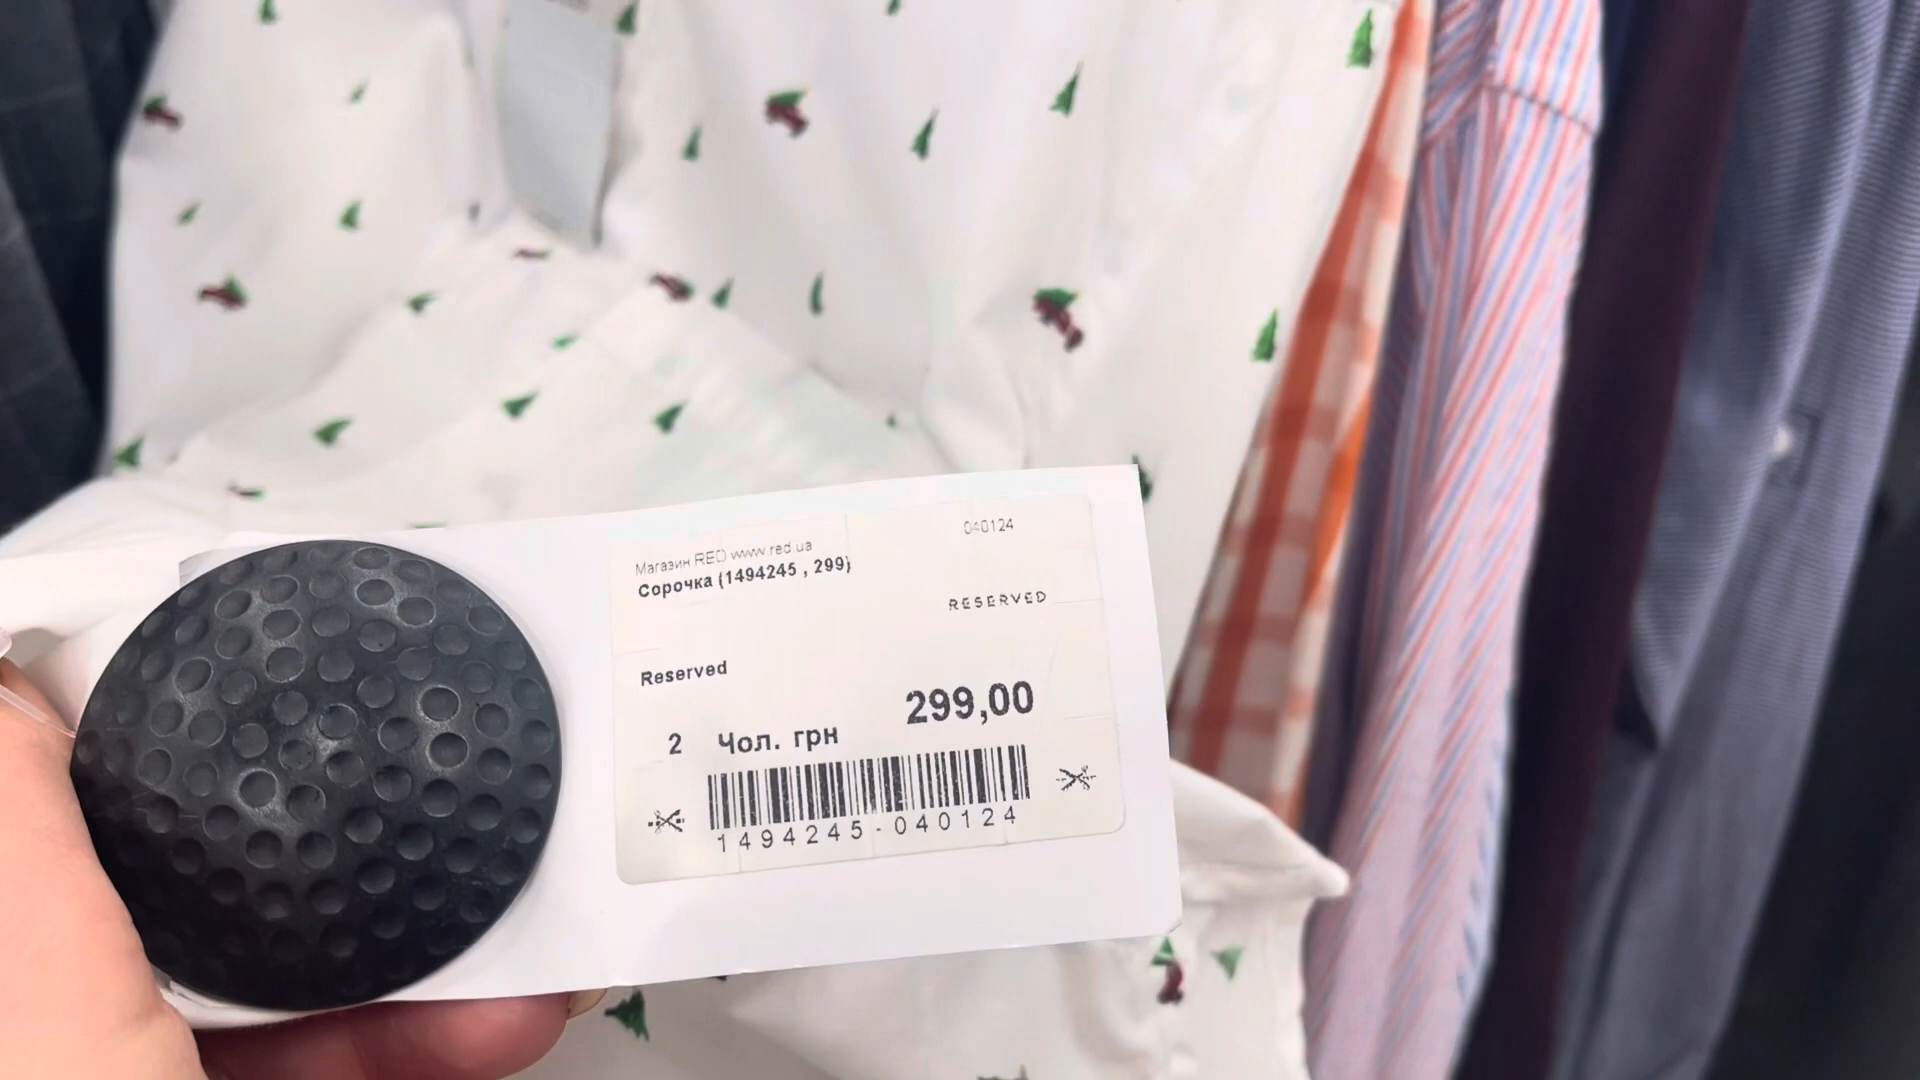 040124
Магазин RED www.red.ua
Сорочка (1494245 , 299)
RESERVED
Reserved
299,00
2 Чол. грн
1494245-040124